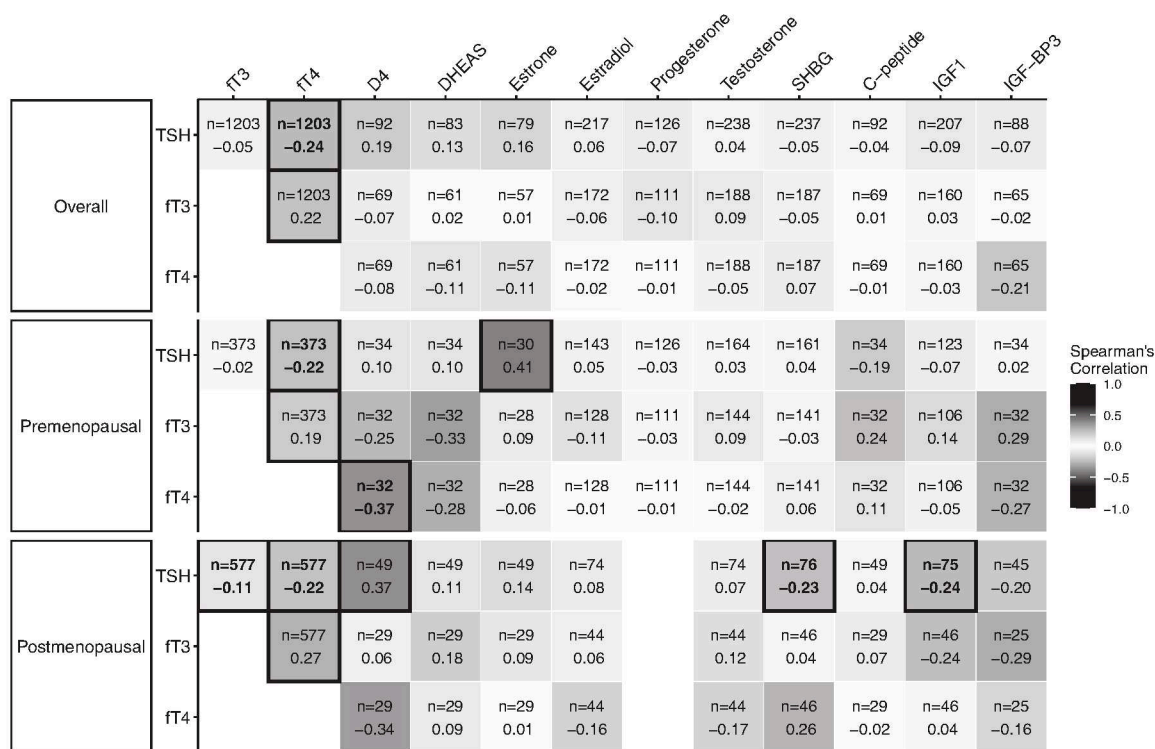 fT3 fT4 D4 DHEAS Estrone Estradiol Progesterone Testosterone SHBG C−peptide IGF1 IGF−BP3
Overall
TSH n=1203 n=1203 n=92 n=83 n=79 n=217 n=126 n=238 n=237 n=92 n=207 n=88
−0.05 −0.24 0.19 0.13 0.16 0.06 −0.07 0.04 −0.05 −0.04 −0.09 −0.07
fT3 n=1203 n=69 n=61 n=57 n=172 n=111 n=188 n=187 n=69 n=160 n=65
0.22 −0.07 0.02 0.01 −0.06 −0.10 0.09 −0.05 0.01 0.03 −0.02
fT4 n=69 n=61 n=57 n=172 n=111 n=188 n=187 n=69 n=160 n=65
−0.08 −0.11 −0.11 −0.02 −0.01 −0.05 0.07 −0.01 −0.03 −0.21
Premenopausal
TSH n=373 n=373 n=34 n=34 n=30 n=143 n=126 n=164 n=161 n=34 n=123 n=34
−0.02 −0.22 0.10 0.10 0.41 0.05 −0.03 0.03 0.04 −0.19 −0.07 0.02
fT3 n=373 n=32 n=32 n=28 n=128 n=111 n=144 n=141 n=32 n=106 n=32
0.19 −0.25 −0.33 0.09 −0.11 −0.03 0.09 −0.03 0.24 0.14 0.29
fT4 n=32 n=32 n=28 n=128 n=111 n=144 n=141 n=32 n=106 n=32
−0.37 −0.28 −0.06 −0.01 −0.01 −0.02 0.06 0.11 −0.05 −0.27
Postmenopausal
TSH n=577 n=577 n=49 n=49 n=49 n=74 n=74 n=76 n=49 n=75 n=45
−0.11 −0.22 0.37 0.11 0.14 0.08 0.07 −0.23 0.04 −0.24 −0.20
fT3 n=577 n=29 n=29 n=29 n=44 n=44 n=46 n=29 n=46 n=25
0.27 0.06 0.18 0.09 0.06 0.12 0.04 0.07 −0.24 −0.29
fT4 n=29 n=29 n=29 n=44 n=44 n=46 n=29 n=46 n=25
−0.34 0.09 0.01 −0.16 −0.17 0.26 −0.02 0.04 −0.16
Spearman's
Correlation
1.0
0.5
0.0
−0.5
−1.0